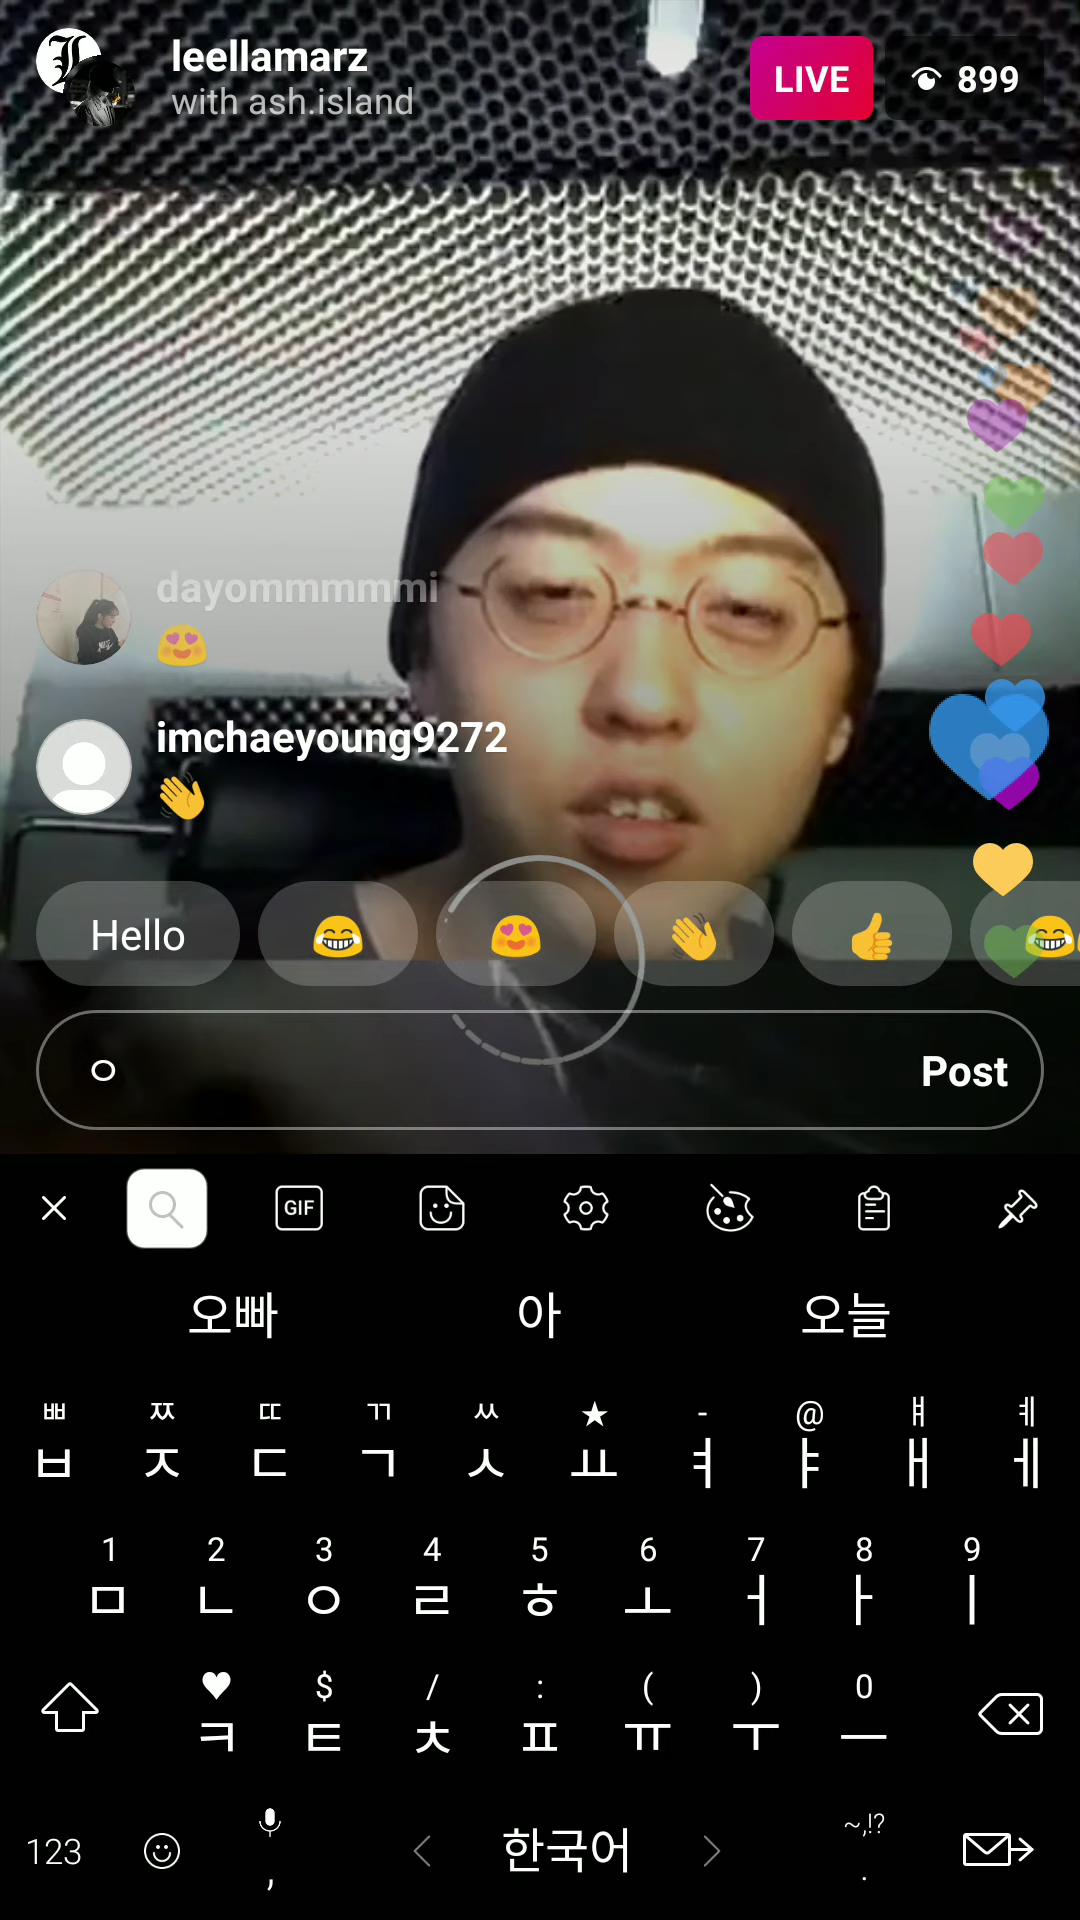 leellamarz
with ash.island
LIVE
899
dayommmmmi
😍
imchaeyoung9272
👋
Hello 😂 😍 👋 👍 😂
ㅇ
Post
GIF
오빠 아 오늘
ㅃ ㅉ ㄸ ㄲ ㅆ ★ - @ ㅒ ㅖ
ㅂ ㅈ ㄷ ㄱ ㅅ ㅛ ㅕ ㅑ ㅐ ㅔ
1 2 3 4 5 6 7 8 9
ㅁ ㄴ ㅇ ㄹ ㅎ ㅗ ㅓ ㅏ ㅣ
♥ $ / : ( ) 0
ㅋ ㅌ ㅊ ㅍ ㅠ ㅜ ㅡ
~,!?
123 , < 한국어 > .